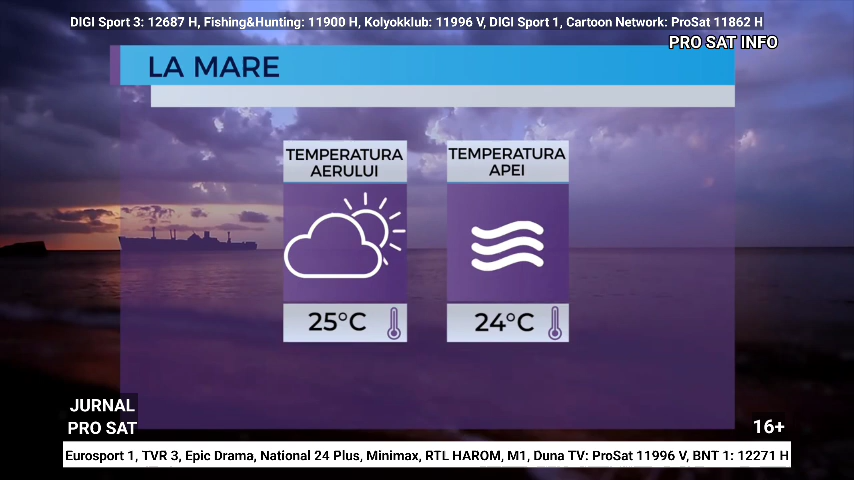 DIGI Sport 3: 12687 H, Fishing&Hunting: 11900 H, Kolyokklub: 11996 V, DIGI Sport 1, Cartoon Network: ProSat 11862 H
PRO SAT INFO
LA MARE
TEMPERATURA
AERULUI
25°C
TEMPERATURA
APEI
24°C
JURNAL
PRO SAT
16+
Eurosport 1, TVR 3, Epic Drama, National 24 Plus, Minimax, RTL HAROM, M1, Duna TV: ProSat 11996 V, BNT 1: 12271 H